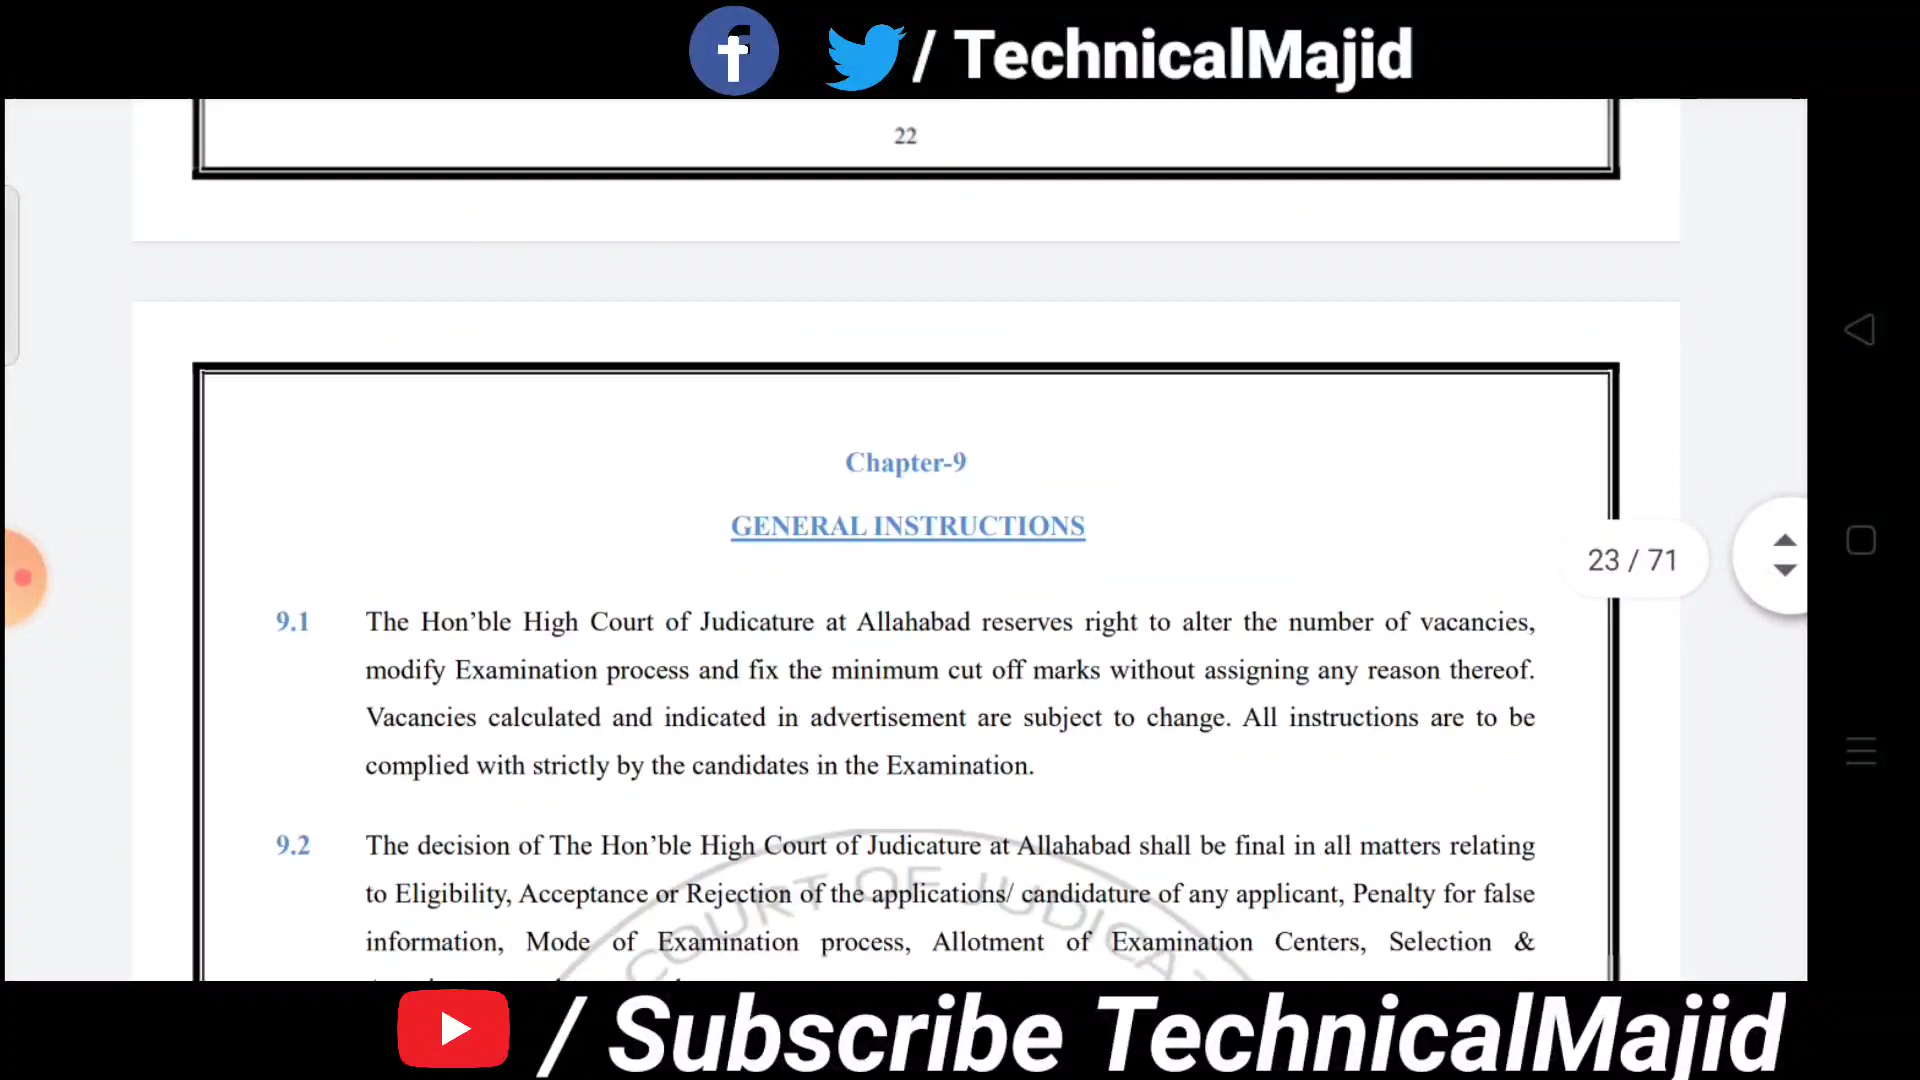 / TechnicalMajid
22
Chapter-9
GENERAL INSTRUCTIONS
23 / 71
9.1 The Hon’ble High Court of Judicature at Allahabad reserves right to alter the number of vacancies,
modify Examination process and fix the minimum cut off marks without assigning any reason thereof.
Vacancies calculated and indicated in advertisement are subject to change. All instructions are to be
complied with strictly by the candidates in the Examination.
9.2 The decision of The Hon’ble High Court of Judicature at Allahabad shall be final in all matters relating
to Eligibility, Acceptance or Rejection of the applications/ candidature of any applicant, Penalty for false
information, Mode of Examination process, Allotment of Examination Centers, Selection &
COURT OF JUDICAT
/ Subscribe TechnicalMajid